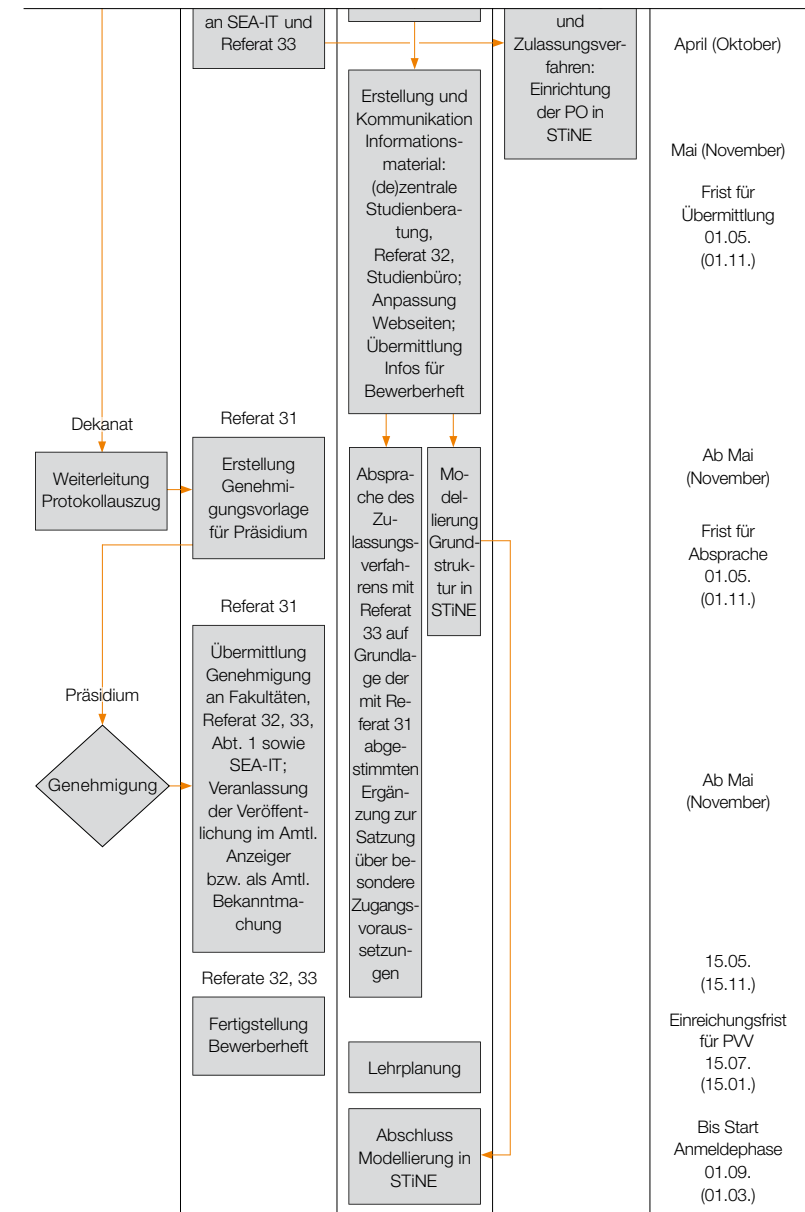 an SEA-IT und
Referat 33
und
Zulassungsver-
fahren:
Einrichtung
der PO in
STiNE
April (Oktober)
Erstellung und
Kommunikation
Informations-
material:
(de)zentrale
Studienbera-
tung,
Referat 32,
Studienbüro;
Anpassung
Webseiten;
Übermittlung
Infos für
Bewerberheft
Mai (November)
Frist für
Übermittlung
01.05.
(01.11.)
Dekanat
Weiterleitung
Protokollauszug
Referat 31
Erstellung
Genehmi-
gungsvorlage
für Präsidium
Abspra-
che des
Zu-
lassungs-
verfah-
rens mit
Referat
33 auf
Grundla-
ge der
mit Re-
ferat 31
abge-
stimmten
Ergän-
zung zur
Satzung
über be-
sondere
Zugangs-
voraus-
setzun-
gen
Mo-
del-
lierung
Grund-
struk-
tur in
STiNE
Ab Mai
(November)
Frist für
Absprache
01.05.
(01.11.)
Präsidium
Genehmigung
Referat 31
Übermittlung
Genehmigung
an Fakultäten,
Referat 32, 33,
Abt. 1 sowie
SEA-IT;
Veranlassung
der Veröffent-
lichung im Amtl.
Anzeiger
bzw. als Amtl.
Bekanntma-
chung
Ab Mai
(November)
Referate 32, 33
Fertigstellung
Bewerberheft
15.05.
(15.11.)
Lehrplanung
Einreichungsfrist
für PVV
15.07.
(15.01.)
Abschluss
Modellierung in
STiNE
Bis Start
Anmeldephase
01.09.
(01.03.)